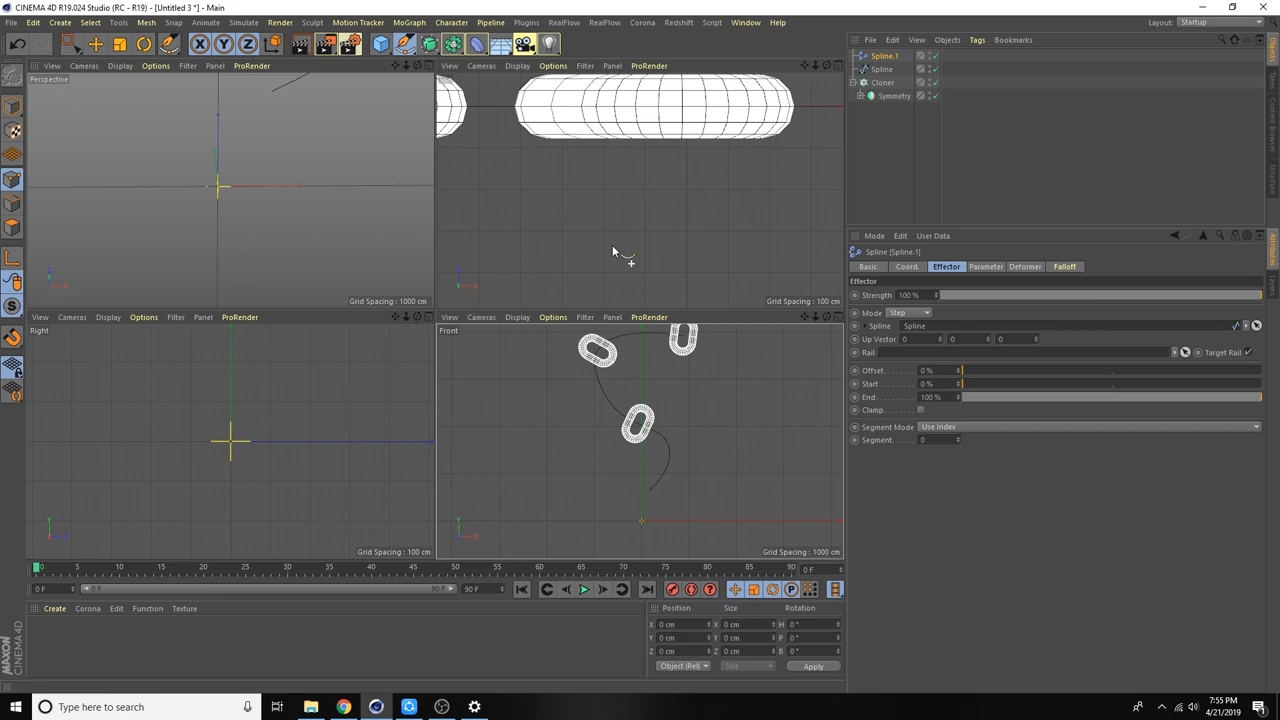 CINEMA 4D R19.024 Studio (RC - R19) - [Untitled 3 *] - Main
File Edit Create Select Tools Mesh Snap Animate Simulate Render Sculpt Motion Tracker MoGraph Character Pipeline Plugins RealFlow RealFlow Corona Redshift Script Window Help
Layout: Startup
X Y Z
File Edit View Objects Tags Bookmarks
Spline.1
Spline
Cloner
Symmetry
View Cameras Display Options Filter Panel ProRender
Perspective
Grid Spacing : 1000 cm
View Cameras Display Options Filter Panel ProRender
Grid Spacing : 100 cm
Mode Edit User Data
Spline [Spline.1]
Basic Coord. Effector Parameter Deformer Falloff
Effector
Strength 100 %
Mode Step
Spline Spline
Up Vector 0 0 0
Rail Target Rail
Offset 0 %
Start 0 %
End 100 %
Clamp
Segment Mode Use Index
Segment 0
View Cameras Display Options Filter Panel ProRender
Right
Grid Spacing : 100 cm
View Cameras Display Options Filter Panel ProRender
Front
Grid Spacing : 1000 cm
0 5 10 15 20 25 30 35 40 45 50 55 60 65 70 75 80 85 90 0 F
0 F 0 F 90 F 90 F
Create Corona Edit Function Texture
Position Size Rotation
X 0 cm X 0 cm H 0 °
Y 0 cm Y 0 cm P 0 °
Z 0 cm Z 0 cm B 0 °
Object (Rel) Size Apply
MAXON
CINEMA 4D
Objects
Takes
Content Browser
Structure
Attributes
Layers
Type here to search
7:55 PM
4/21/2019